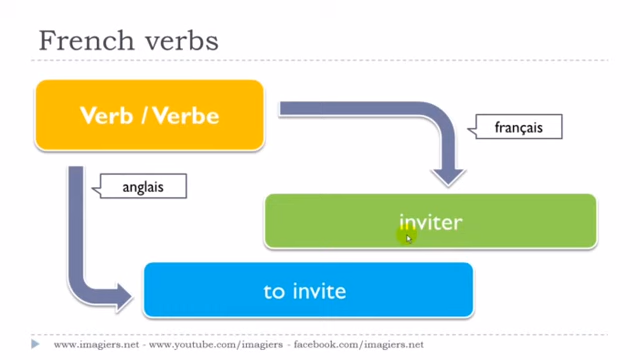 French verbs
Verb / Verbe
français
anglais
inviter
to invite
www.imagiers.net - www.youtube.com/imagiers - facebook.com/imagiers.net